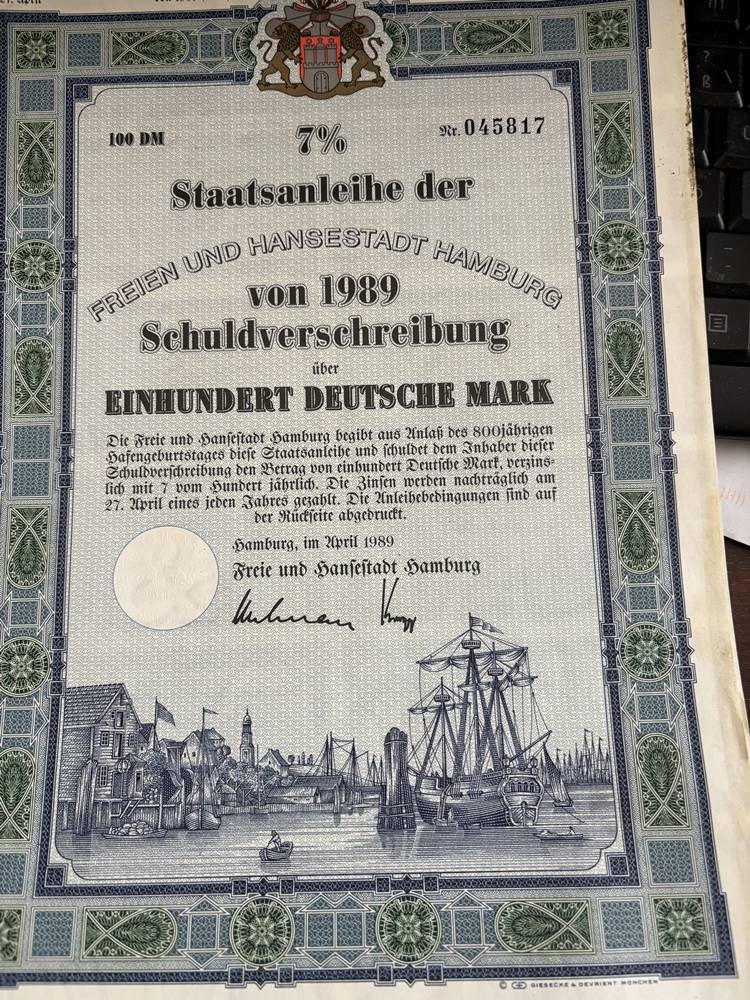 100 DM
7%
Nr. 045817
Staatsanleihe der
FREIEN UND HANSESTADT HAMBURG
von 1989
Schuldverschreibung
über
EINHUNDERT DEUTSCHE MARK
Die Freie und Hansestadt Hamburg begibt aus Anlaß des 800jährigen
Hafengeburtstages diese Staatsanleihe und schuldet dem Inhaber dieser
Schuldverschreibung den Betrag von einhundert Deutsche Mark, verzins-
lich mit 7 vom Hundert jährlich. Die Zinsen werden nachträglich am
27. April eines jeden Jahres gezahlt. Die Anleihebedingungen sind auf
der Rückseite abgedruckt.
Hamburg, im April 1989
Freie und Hansestadt Hamburg
© GIESECKE & DEVRIENT MÜNCHEN